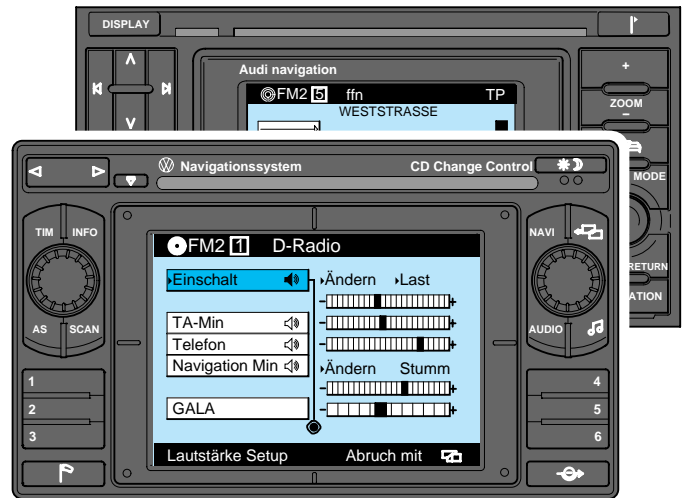 DISPLAY
Audi navigation
FM2 5 ffn TP
WESTSTRASSE
+
ZOOM
−
MODE
RETURN
ATION
Navigationssystem CD Change Control
TIM INFO
AS SCAN
NAVI
AUDIO
FM2 1 D-Radio
Einschalt Ändern Last
- +
TA-Min - +
Telefon - +
Navigation Min Ändern Stumm
- +
GALA - +
Lautstärke Setup Abruch mit
1
2
3
4
5
6